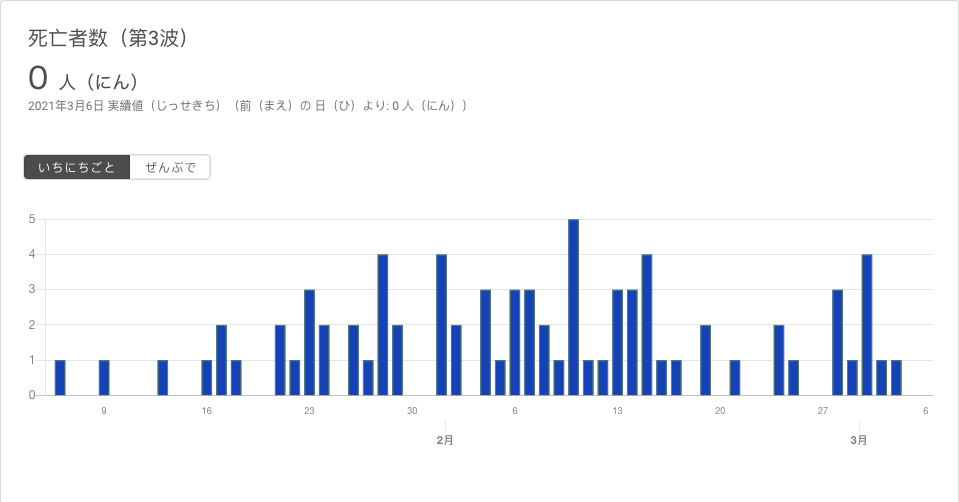 死亡者数（第3波）
0 人（にん）
2021年3月6日 実績値（じっせきち）（前（まえ）の 日（ひ）より: 0 人（にん））
いちにちごと ぜんぶで
5
4
3
2
1
0
9 16 23 30 6 13 20 27 6
2月 3月